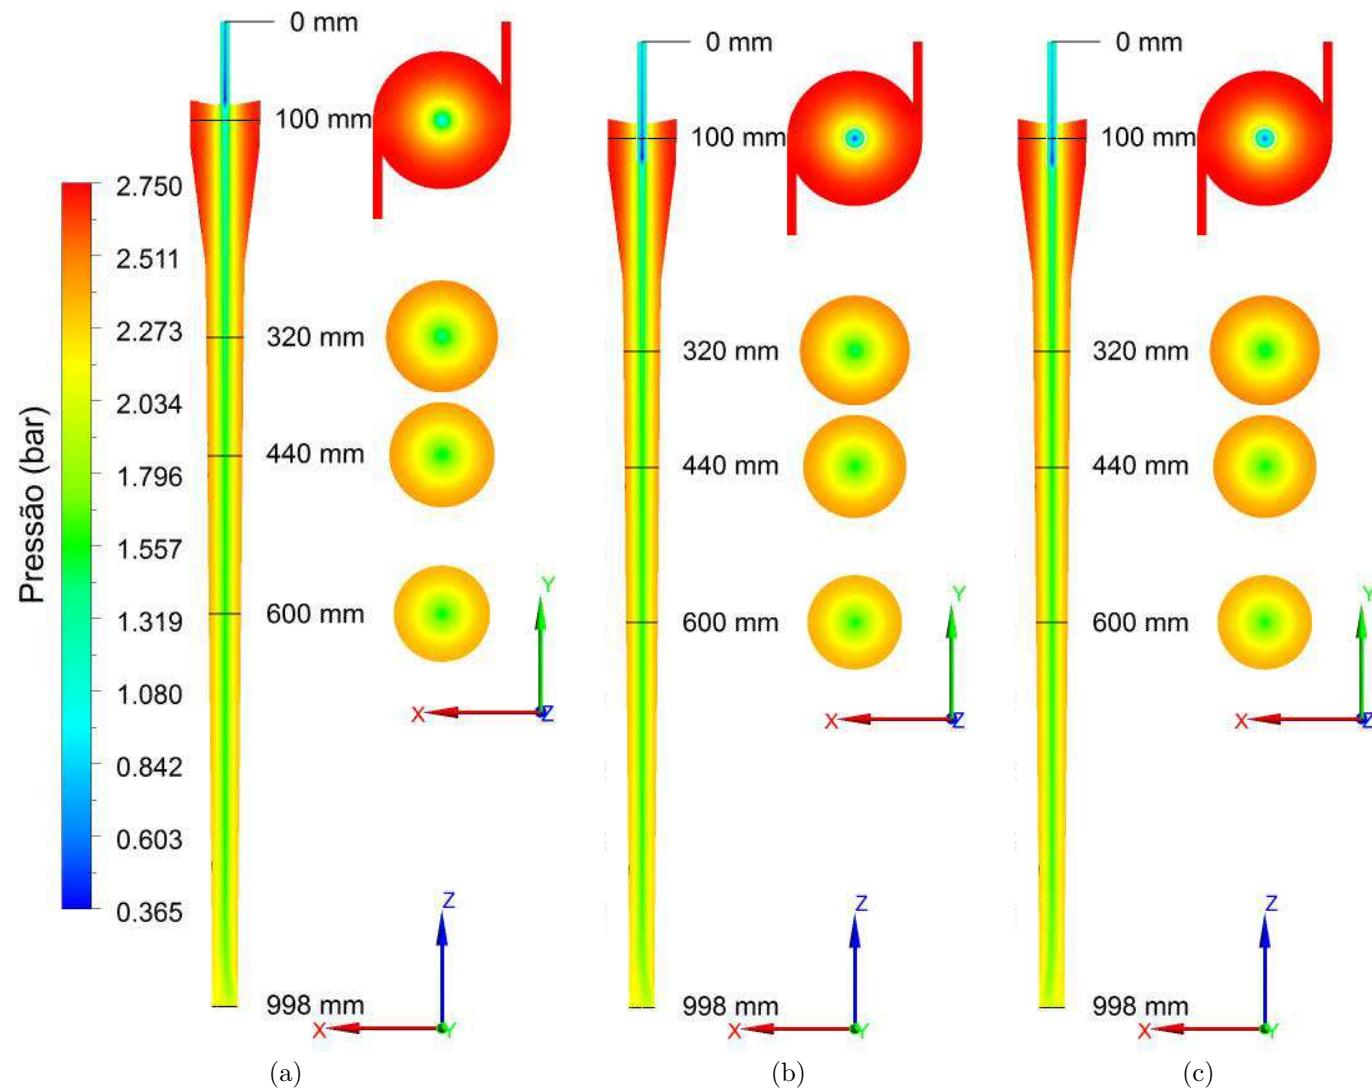 Pressão (bar)
2.750
2.511
2.273
2.034
1.796
1.557
1.319
1.080
0.842
0.603
0.365
0 mm
100 mm
320 mm
440 mm
600 mm
998 mm
Y
X
Z
Z
X
Y
(a)
0 mm
100 mm
320 mm
440 mm
600 mm
998 mm
Y
X
Z
Z
X
Y
(b)
0 mm
100 mm
320 mm
440 mm
600 mm
998 mm
Y
X
Z
Z
X
Y
(c)